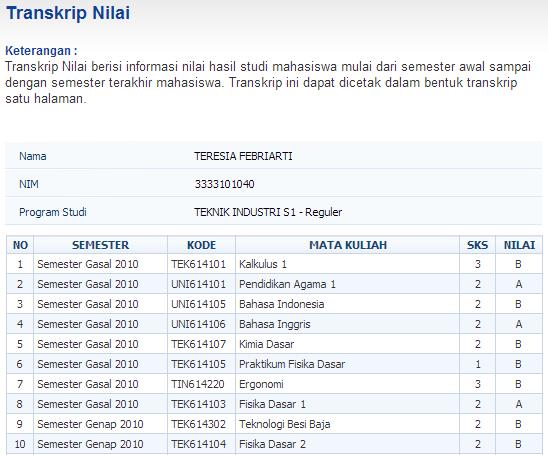 Transkrip Nilai
Keterangan :
Transkrip Nilai berisi informasi nilai hasil studi mahasiswa mulai dari semester awal sampai
dengan semester terakhir mahasiswa. Transkrip ini dapat dicetak dalam bentuk transkrip
satu halaman.
Nama TERESIA FEBRIARTI
NIM 3333101040
Program Studi TEKNIK INDUSTRI S1 - Reguler
NO SEMESTER KODE MATA KULIAH SKS NILAI
1 Semester Gasal 2010 TEK614101 Kalkulus 1 3 B
2 Semester Gasal 2010 UNI614101 Pendidikan Agama 1 2 A
3 Semester Gasal 2010 UNI614105 Bahasa Indonesia 2 B
4 Semester Gasal 2010 UNI614106 Bahasa Inggris 2 A
5 Semester Gasal 2010 TEK614107 Kimia Dasar 2 B
6 Semester Gasal 2010 TEK614105 Praktikum Fisika Dasar 1 B
7 Semester Gasal 2010 TIN614220 Ergonomi 3 B
8 Semester Gasal 2010 TEK614103 Fisika Dasar 1 2 A
9 Semester Genap 2010 TEK614302 Teknologi Besi Baja 2 B
10 Semester Genap 2010 TEK614104 Fisika Dasar 2 2 B